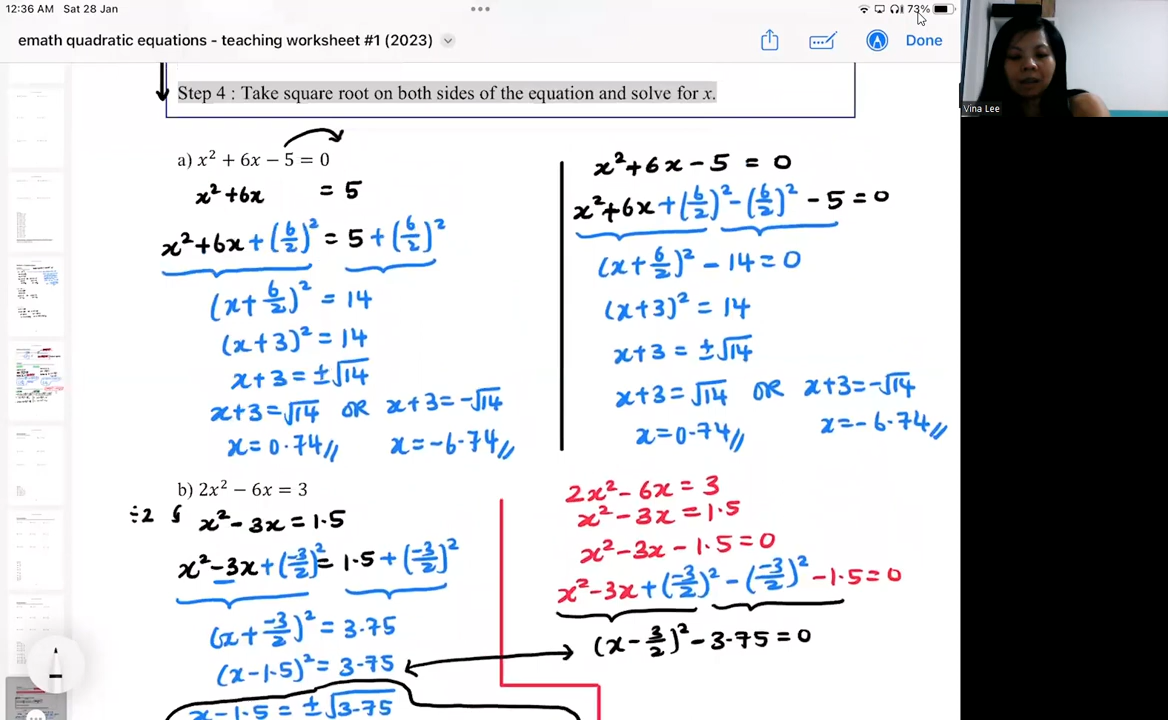 12:36 AM Sat 28 Jan
73%
emath quadratic equations - teaching worksheet #1 (2023)
Done
Vina Lee
Step 4 : Take square root on both sides of the equation and solve for x.
a) x² + 6x − 5 = 0
x² + 6x = 5
x² + 6x + (6/2)² = 5 + (6/2)²
(x + 6/2)² = 14
(x + 3)² = 14
x + 3 = ±√14
x + 3 = √14 OR x + 3 = −√14
x = 0.74// x = −6.74//
x² + 6x − 5 = 0
x² + 6x + (6/2)² − (6/2)² − 5 = 0
(x + 6/2)² − 14 = 0
(x + 3)² = 14
x + 3 = ±√14
x + 3 = √14 OR x + 3 = −√14
x = 0.74// x = −6.74//
b) 2x² − 6x = 3
÷2 x² − 3x = 1.5
x² − 3x + (−3/2)² = 1.5 + (−3/2)²
(x + −3/2)² = 3.75
(x − 1.5)² = 3.75
x − 1.5 = ±√3.75
2x² − 6x = 3
x² − 3x = 1.5
x² − 3x − 1.5 = 0
x² − 3x + (−3/2)² − (−3/2)² − 1.5 = 0
(x − 3/2)² − 3.75 = 0